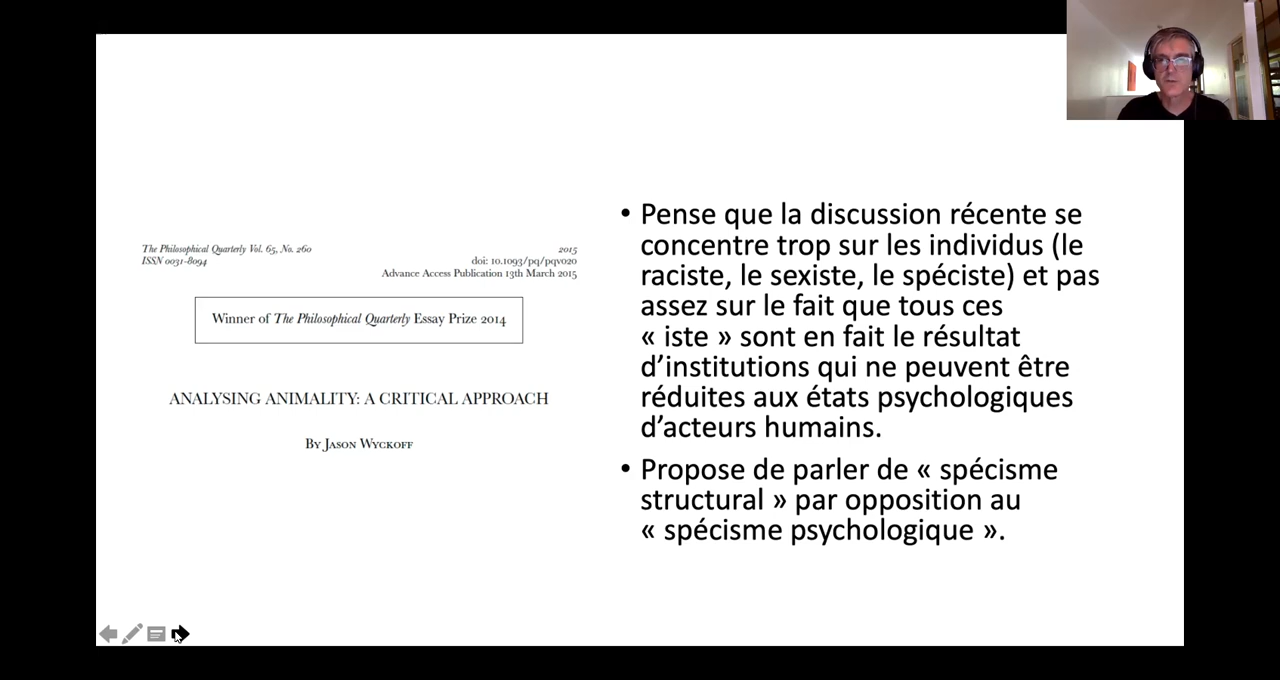 The Philosophical Quarterly Vol. 65, No. 260
2015
ISSN 0031-8094
doi: 10.1093/pq/pqv020
Advance Access Publication 13th March 2015
Winner of The Philosophical Quarterly Essay Prize 2014
ANALYSING ANIMALITY: A CRITICAL APPROACH
By Jason Wyckoff
• Pense que la discussion récente se
concentre trop sur les individus (le
raciste, le sexiste, le spéciste) et pas
assez sur le fait que tous ces
« iste » sont en fait le résultat
d’institutions qui ne peuvent être
réduites aux états psychologiques
d’acteurs humains.
• Propose de parler de « spécisme
structural » par opposition au
« spécisme psychologique ».